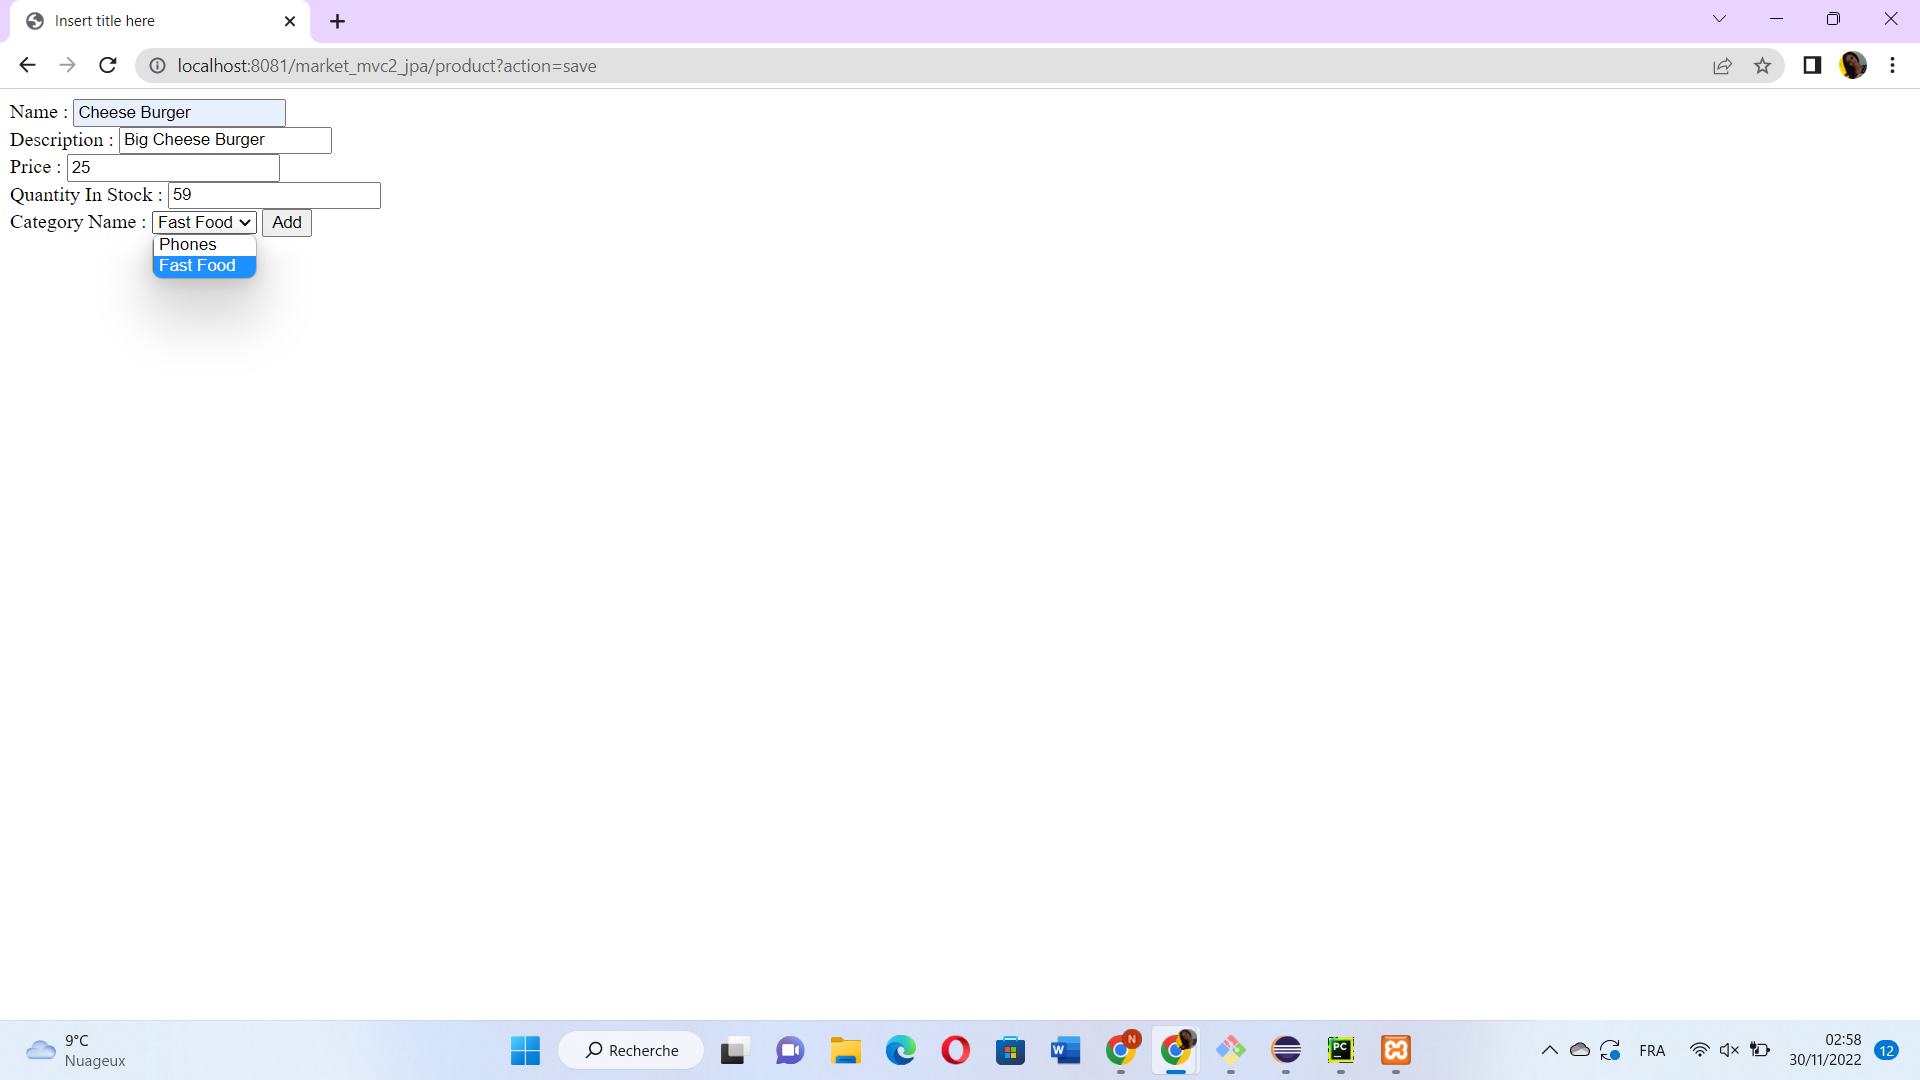 Insert title here
localhost:8081/market_mvc2_jpa/product?action=save
Name : Cheese Burger
Description : Big Cheese Burger
Price : 25
Quantity In Stock : 59
Category Name : Fast Food Add
Phones
Fast Food
9°C
Nuageux
Recherche
W
N
PC
FRA
02:58
30/11/2022
12